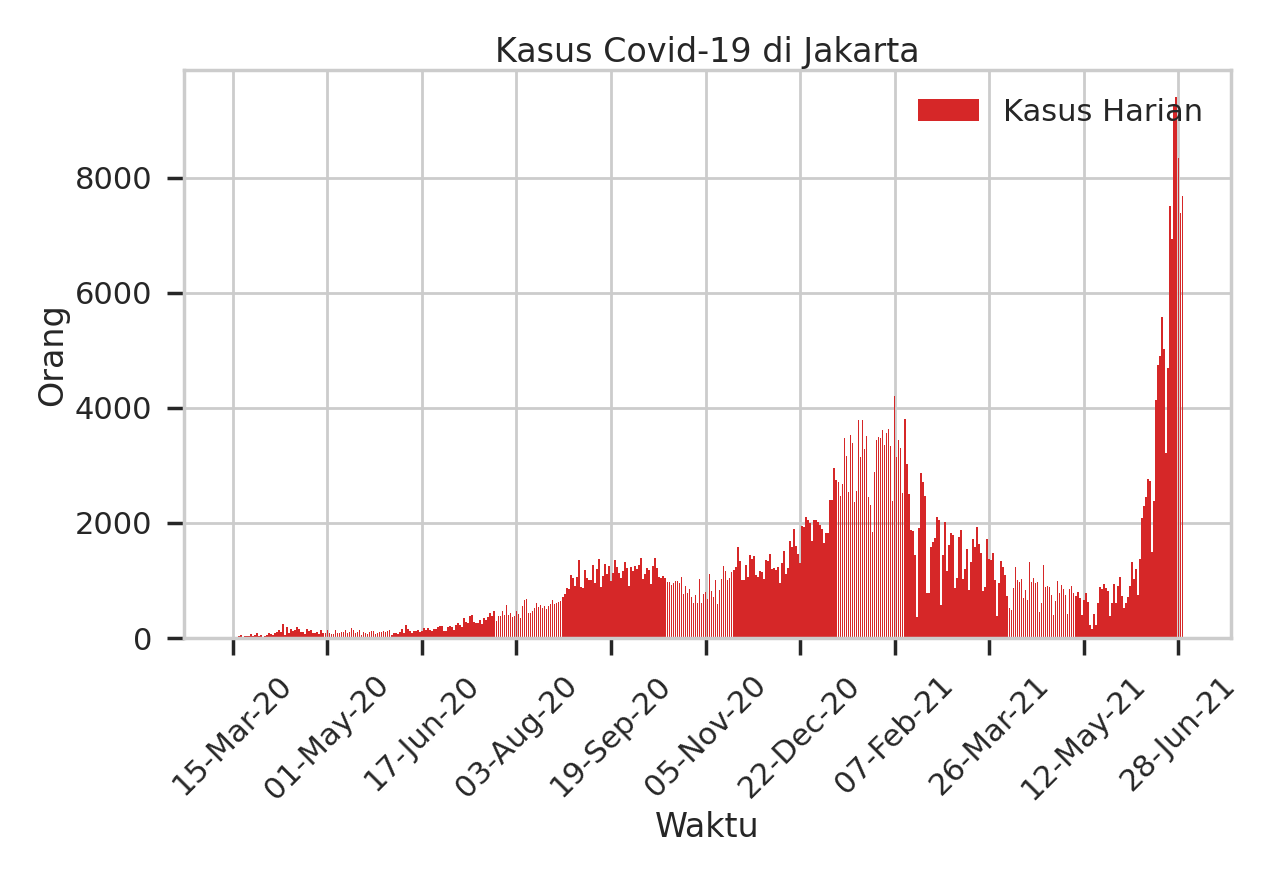 Kasus Covid-19 di Jakarta
Kasus Harian
Orang
8000
6000
4000
2000
0
15-Mar-20
01-May-20
17-Jun-20
03-Aug-20
19-Sep-20
05-Nov-20
22-Dec-20
07-Feb-21
26-Mar-21
12-May-21
28-Jun-21
Waktu